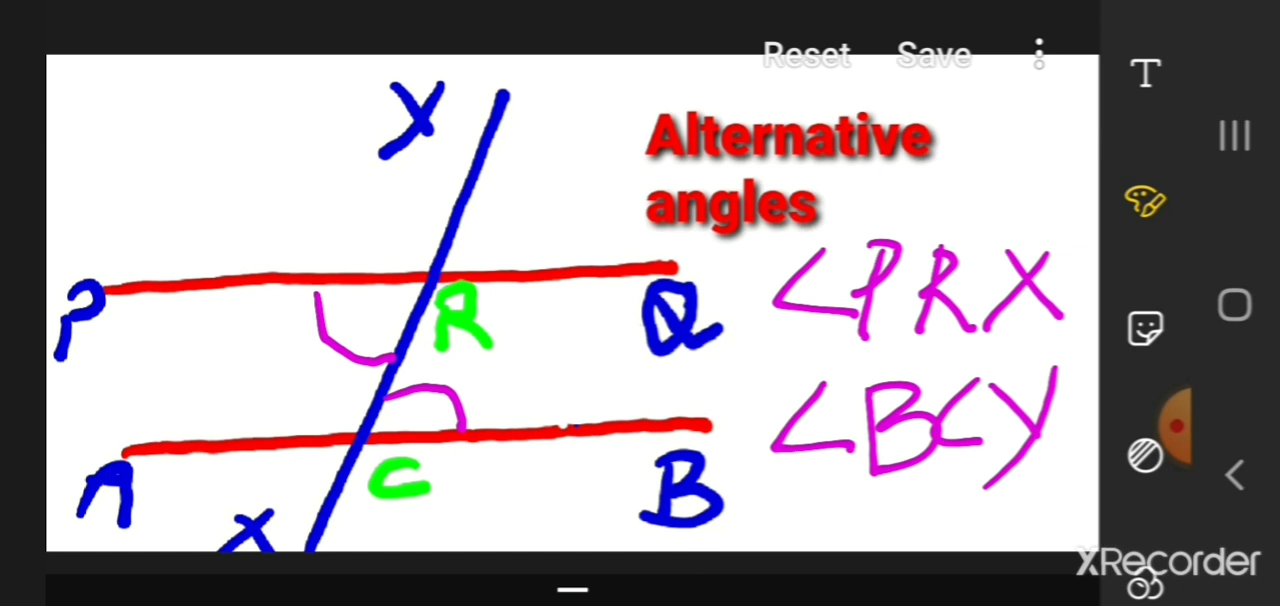 Reset Save
Y
Alternative
angles
P R Q
∠PRX
∠BCY
A C B
X
XRecorder
T